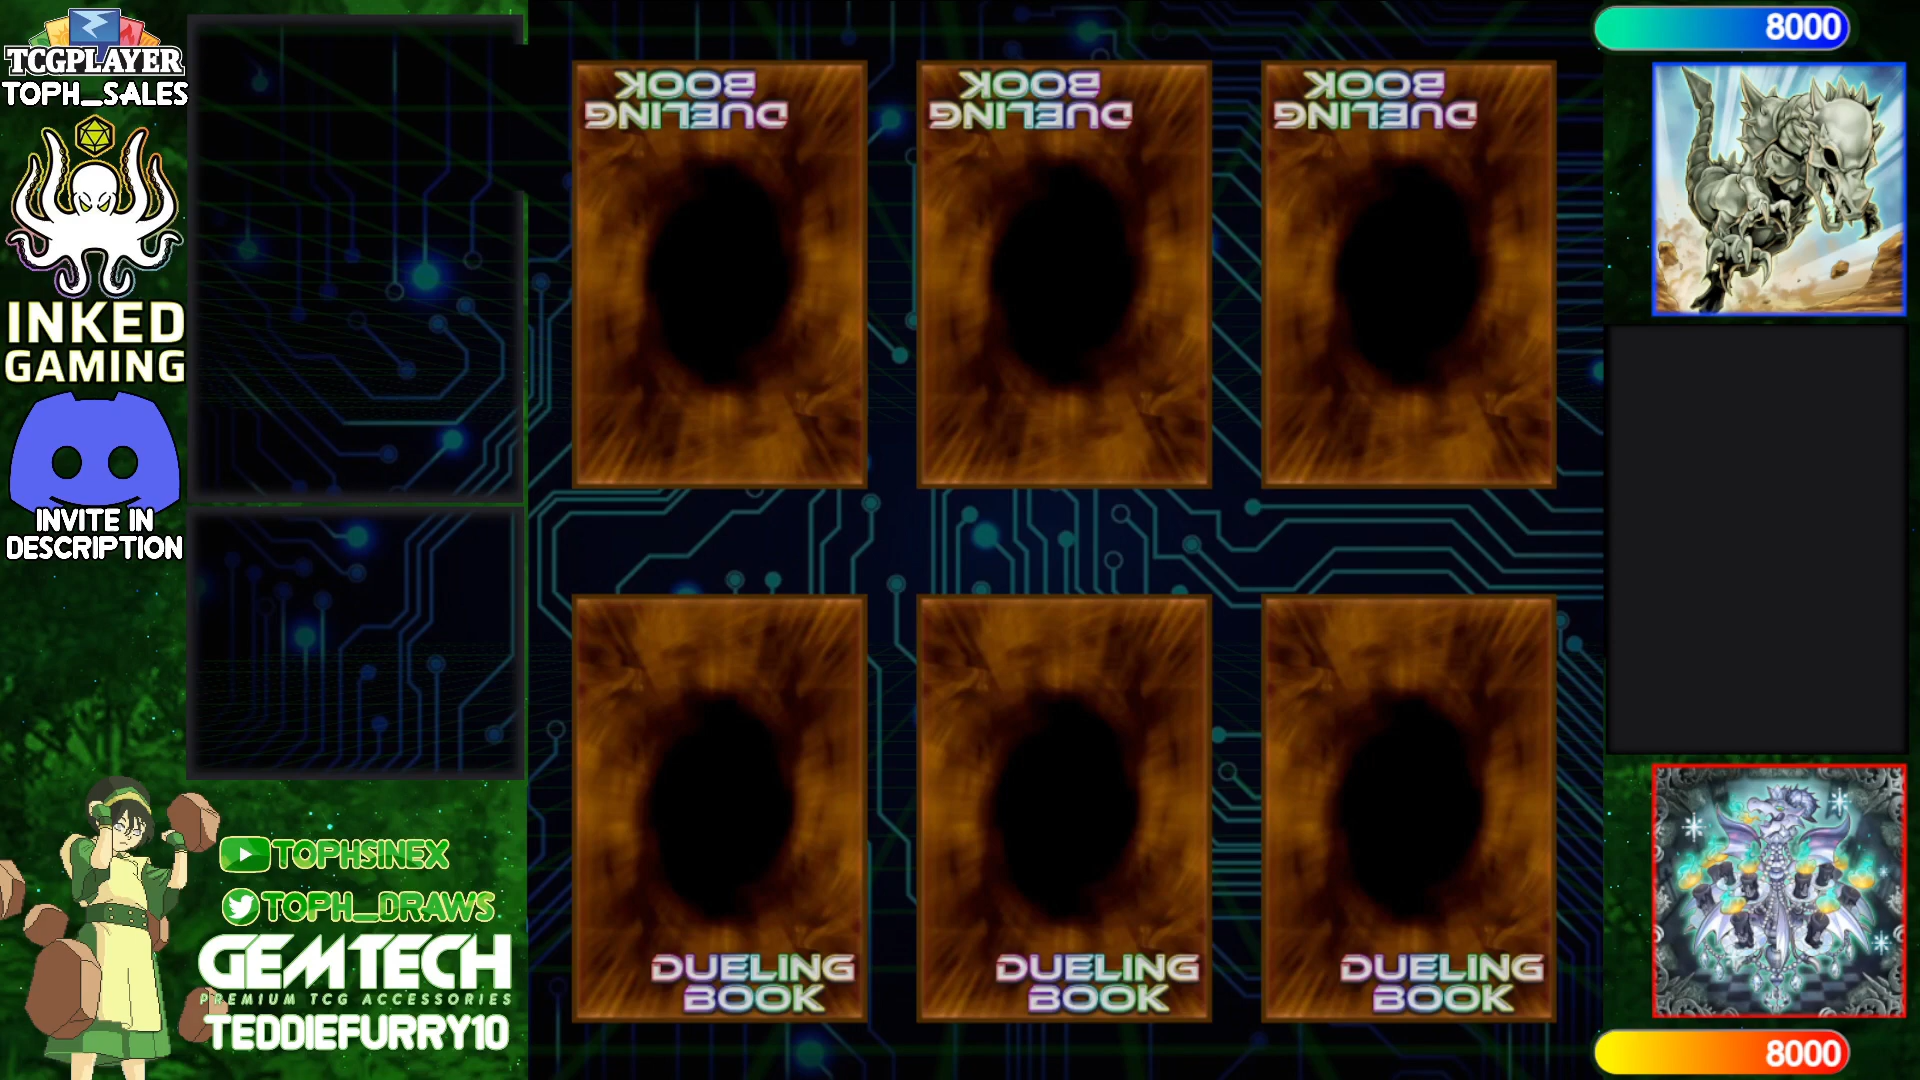 TCGPLAYER
TOPH_SALES
INKED
GAMING
INVITE IN
DESCRIPTION
TOPHSINEX
TOPH_DRAWS
GEMTECH
PREMIUM TCG ACCESSORIES
TEDDIEFURRY10
DUELING
BOOK
DUELING
BOOK
DUELING
BOOK
DUELING
BOOK
DUELING
BOOK
DUELING
BOOK
8000
8000